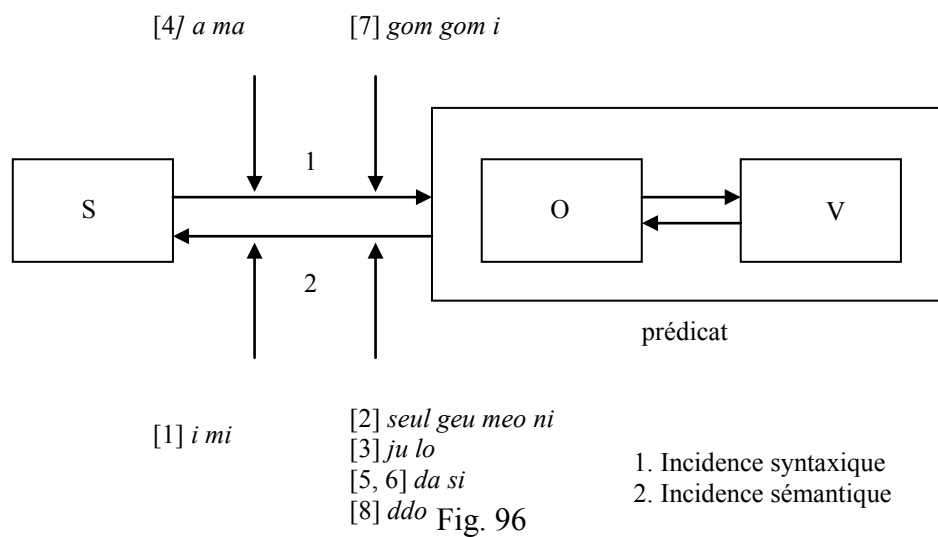 [4] a ma [7] gom gom i
1
S O V
2
prédicat
[1] i mi [2] seul geu meo ni
[3] ju lo
[5, 6] da si
[8] ddo
1. Incidence syntaxique
2. Incidence sémantique
Fig. 96